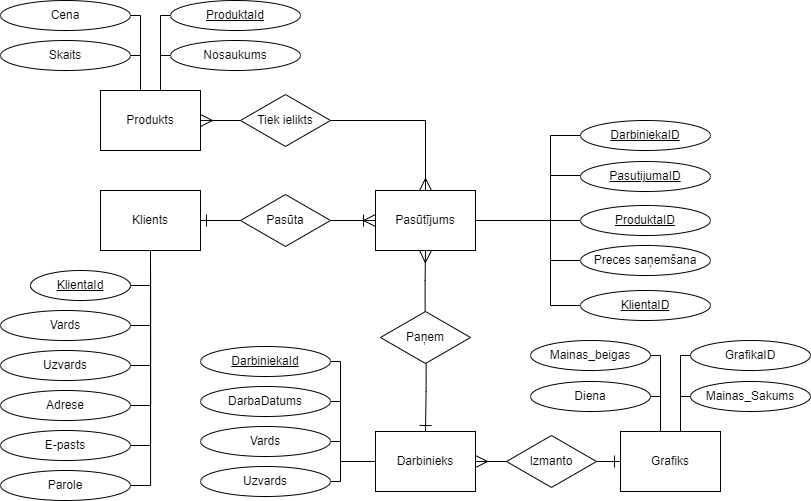 Cena
ProduktaId
Skaits
Nosaukums
Produkts
Tiek ielikts
DarbiniekaID
PasutijumaID
Klients
Pasūta
Pasūtījums
ProduktaID
Preces saņemšana
KlientaID
KlientaId
Vards
Uzvards
Adrese
E-pasts
Parole
Paņem
DarbiniekaId
DarbaDatums
Vards
Uzvards
Mainas_beigas
GrafikaID
Diena
Mainas_Sakums
Darbinieks
Izmanto
Grafiks